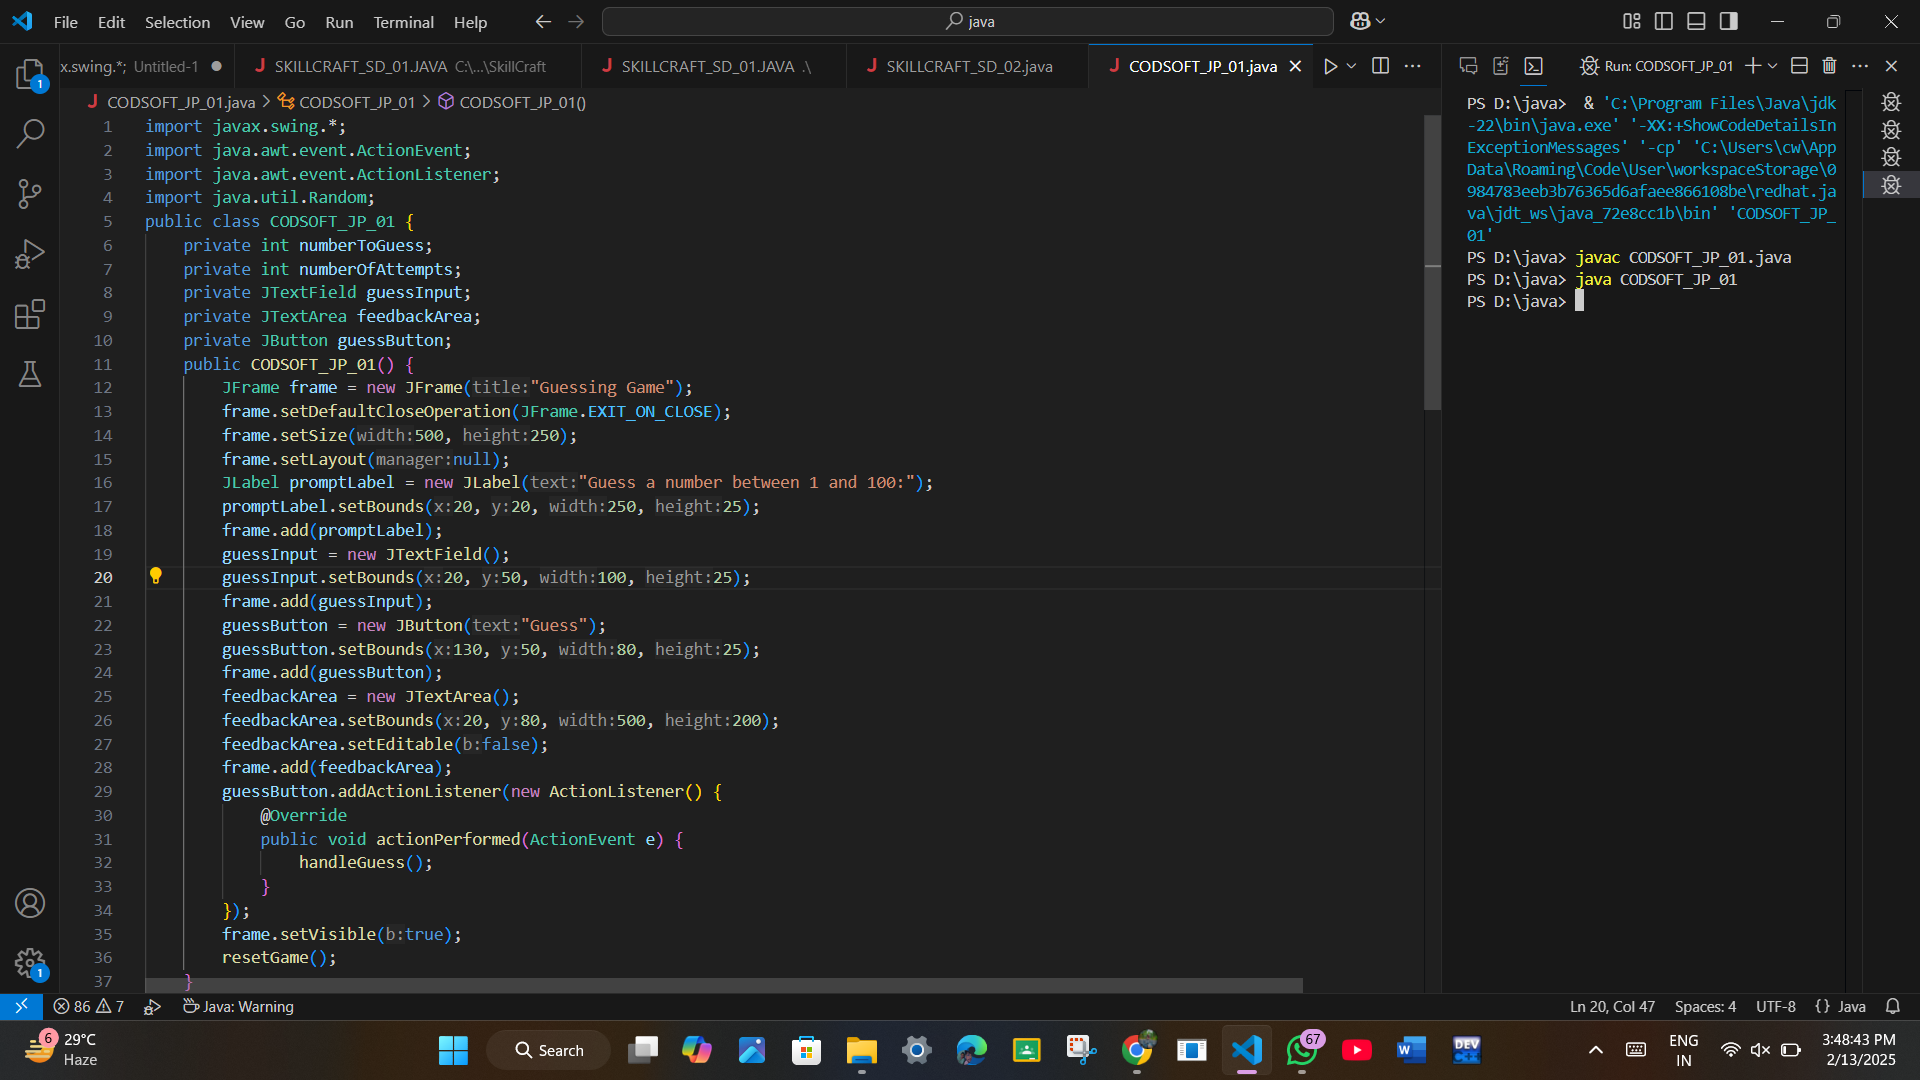 File Edit Selection View Go Run Terminal Help
java
x.swing.*; Untitled-1
J SKILLCRAFT_SD_01.JAVA C:\...\SkillCraft
J SKILLCRAFT_SD_01.JAVA .\
J SKILLCRAFT_SD_02.java
J CODSOFT_JP_01.java
Run: CODSOFT_JP_01
J CODSOFT_JP_01.java > CODSOFT_JP_01 > CODSOFT_JP_01()
1 import javax.swing.*;
2 import java.awt.event.ActionEvent;
3 import java.awt.event.ActionListener;
4 import java.util.Random;
5 public class CODSOFT_JP_01 {
6 private int numberToGuess;
7 private int numberOfAttempts;
8 private JTextField guessInput;
9 private JTextArea feedbackArea;
10 private JButton guessButton;
11 public CODSOFT_JP_01() {
12 JFrame frame = new JFrame(title:"Guessing Game");
13 frame.setDefaultCloseOperation(JFrame.EXIT_ON_CLOSE);
14 frame.setSize(width:500, height:250);
15 frame.setLayout(manager:null);
16 JLabel promptLabel = new JLabel(text:"Guess a number between 1 and 100:");
17 promptLabel.setBounds(x:20, y:20, width:250, height:25);
18 frame.add(promptLabel);
19 guessInput = new JTextField();
20 guessInput.setBounds(x:20, y:50, width:100, height:25);
21 frame.add(guessInput);
22 guessButton = new JButton(text:"Guess");
23 guessButton.setBounds(x:130, y:50, width:80, height:25);
24 frame.add(guessButton);
25 feedbackArea = new JTextArea();
26 feedbackArea.setBounds(x:20, y:80, width:500, height:200);
27 feedbackArea.setEditable(b:false);
28 frame.add(feedbackArea);
29 guessButton.addActionListener(new ActionListener() {
30 @Override
31 public void actionPerformed(ActionEvent e) {
32 handleGuess();
33 }
34 });
35 frame.setVisible(b:true);
36 resetGame();
37 }
PS D:\java> & 'C:\Program Files\Java\jdk
-22\bin\java.exe' '-XX:+ShowCodeDetailsIn
ExceptionMessages' '-cp' 'C:\Users\cw\App
Data\Roaming\Code\User\workspaceStorage\0
984783eeb3b76365d6afaee866108be\redhat.ja
va\jdt_ws\java_72e8cc1b\bin' 'CODSOFT_JP_
01'
PS D:\java> javac CODSOFT_JP_01.java
PS D:\java> java CODSOFT_JP_01
PS D:\java>
1
1
86 7 Java: Warning
Ln 20, Col 47 Spaces: 4 UTF-8 {} Java
6 29°C
Haze
Search
67
W
DEV
C++
ENG
IN
3:48:43 PM
2/13/2025